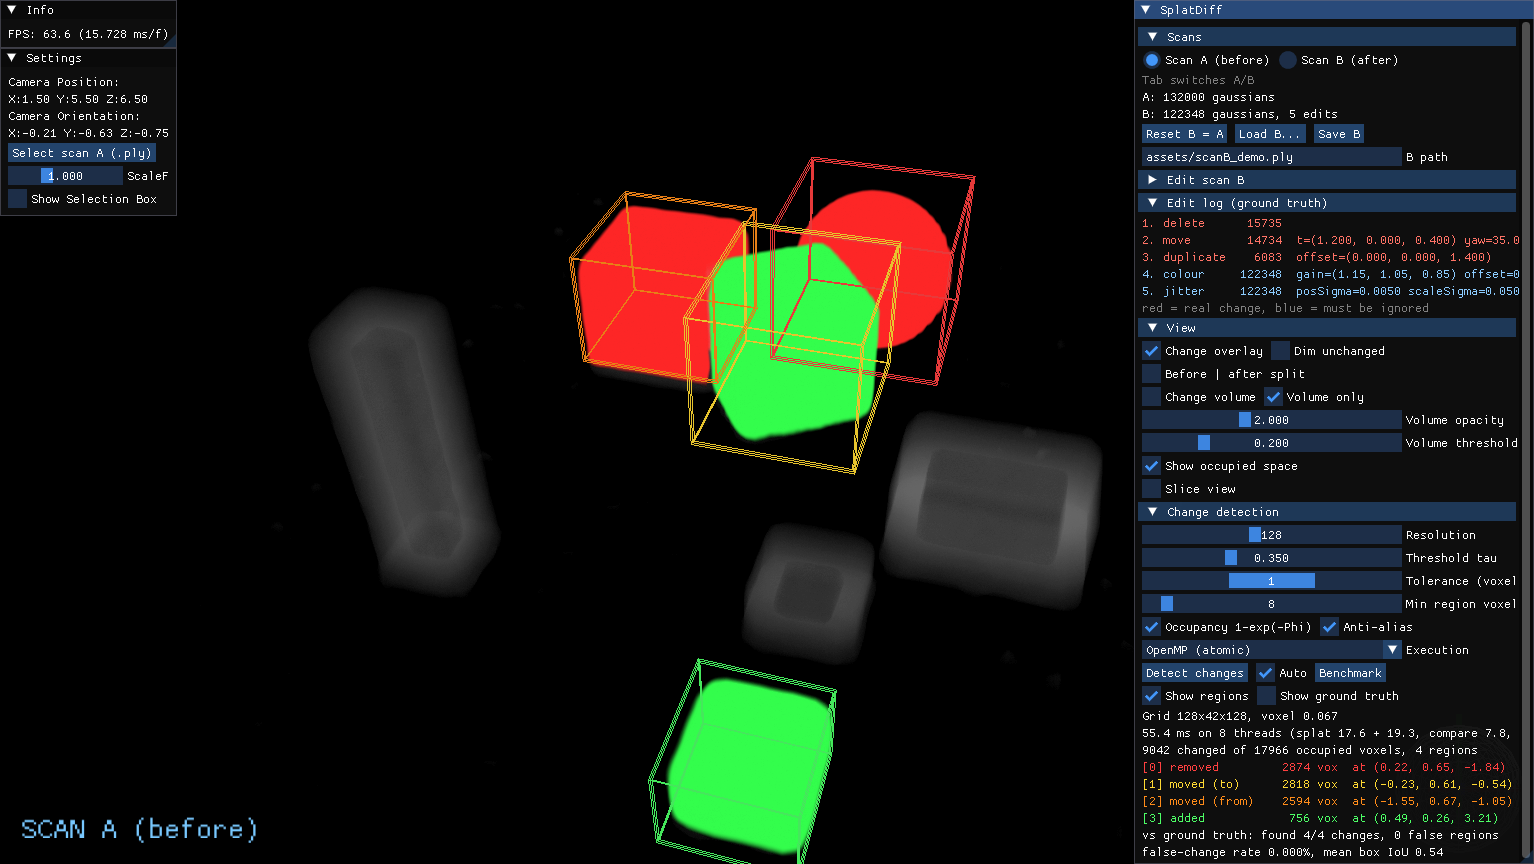 Info
FPS: 63.6 (15.728 ms/f)
Settings
Camera Position:
X:1.50 Y:5.50 Z:6.50
Camera Orientation:
X:-0.21 Y:-0.63 Z:-0.75
Select scan A (.ply)
1.000 ScaleF
Show Selection Box
SCAN A (before)
SplatDiff
Scans
Scan A (before) Scan B (after)
Tab switches A/B
A: 132000 gaussians
B: 122348 gaussians, 5 edits
Reset B = A Load B... Save B
assets/scanB_demo.ply B path
Edit scan B
Edit log (ground truth)
1. delete 15735
2. move 14734 t=(1.200, 0.000, 0.400) yaw=35.0
3. duplicate 6083 offset=(0.000, 0.000, 1.400)
4. colour 122348 gain=(1.15, 1.05, 0.85) offset=0
5. jitter 122348 posSigma=0.0050 scaleSigma=0.050
red = real change, blue = must be ignored
View
Change overlay Dim unchanged
Before | after split
Change volume Volume only
2.000 Volume opacity
0.200 Volume threshold
Show occupied space
Slice view
Change detection
128 Resolution
0.350 Threshold tau
1 Tolerance (voxel
8 Min region voxel
Occupancy 1-exp(-Phi) Anti-alias
OpenMP (atomic) Execution
Detect changes Auto Benchmark
Show regions Show ground truth
Grid 128x42x128, voxel 0.067
55.4 ms on 8 threads (splat 17.6 + 19.3, compare 7.8,
9042 changed of 17966 occupied voxels, 4 regions
[0] removed 2874 vox at (0.22, 0.65, -1.84)
[1] moved (to) 2818 vox at (-0.23, 0.61, -0.54)
[2] moved (from) 2594 vox at (-1.55, 0.67, -1.05)
[3] added 756 vox at (0.49, 0.26, 3.21)
vs ground truth: found 4/4 changes, 0 false regions
false-change rate 0.000%, mean box IoU 0.54